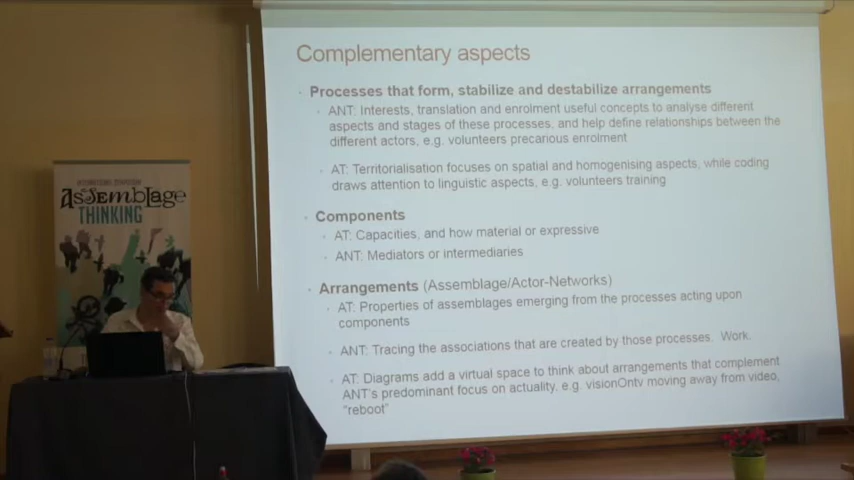 Complementary aspects
Processes that form, stabilize and destabilize arrangements
ANT: Interests, translation and enrolment useful concepts to analyse different
aspects and stages of these processes, and help define relationships between the
different actors, e.g. volunteers precarious enrolment
AT: Territorialisation focuses on spatial and homogenising aspects, while coding
draws attention to linguistic aspects, e.g. volunteers training
Components
AT: Capacities, and how material or expressive
ANT: Mediators or intermediaries
Arrangements (Assemblage/Actor-Networks)
AT: Properties of assemblages emerging from the processes acting upon
components
ANT: Tracing the associations that are created by those processes. Work.
AT: Diagrams add a virtual space to think about arrangements that complement
ANT's predominant focus on actuality, e.g. visionOntv moving away from video,
"reboot"
INTERNATIONAL SYMPOSIUM
Assemblage
THINKING